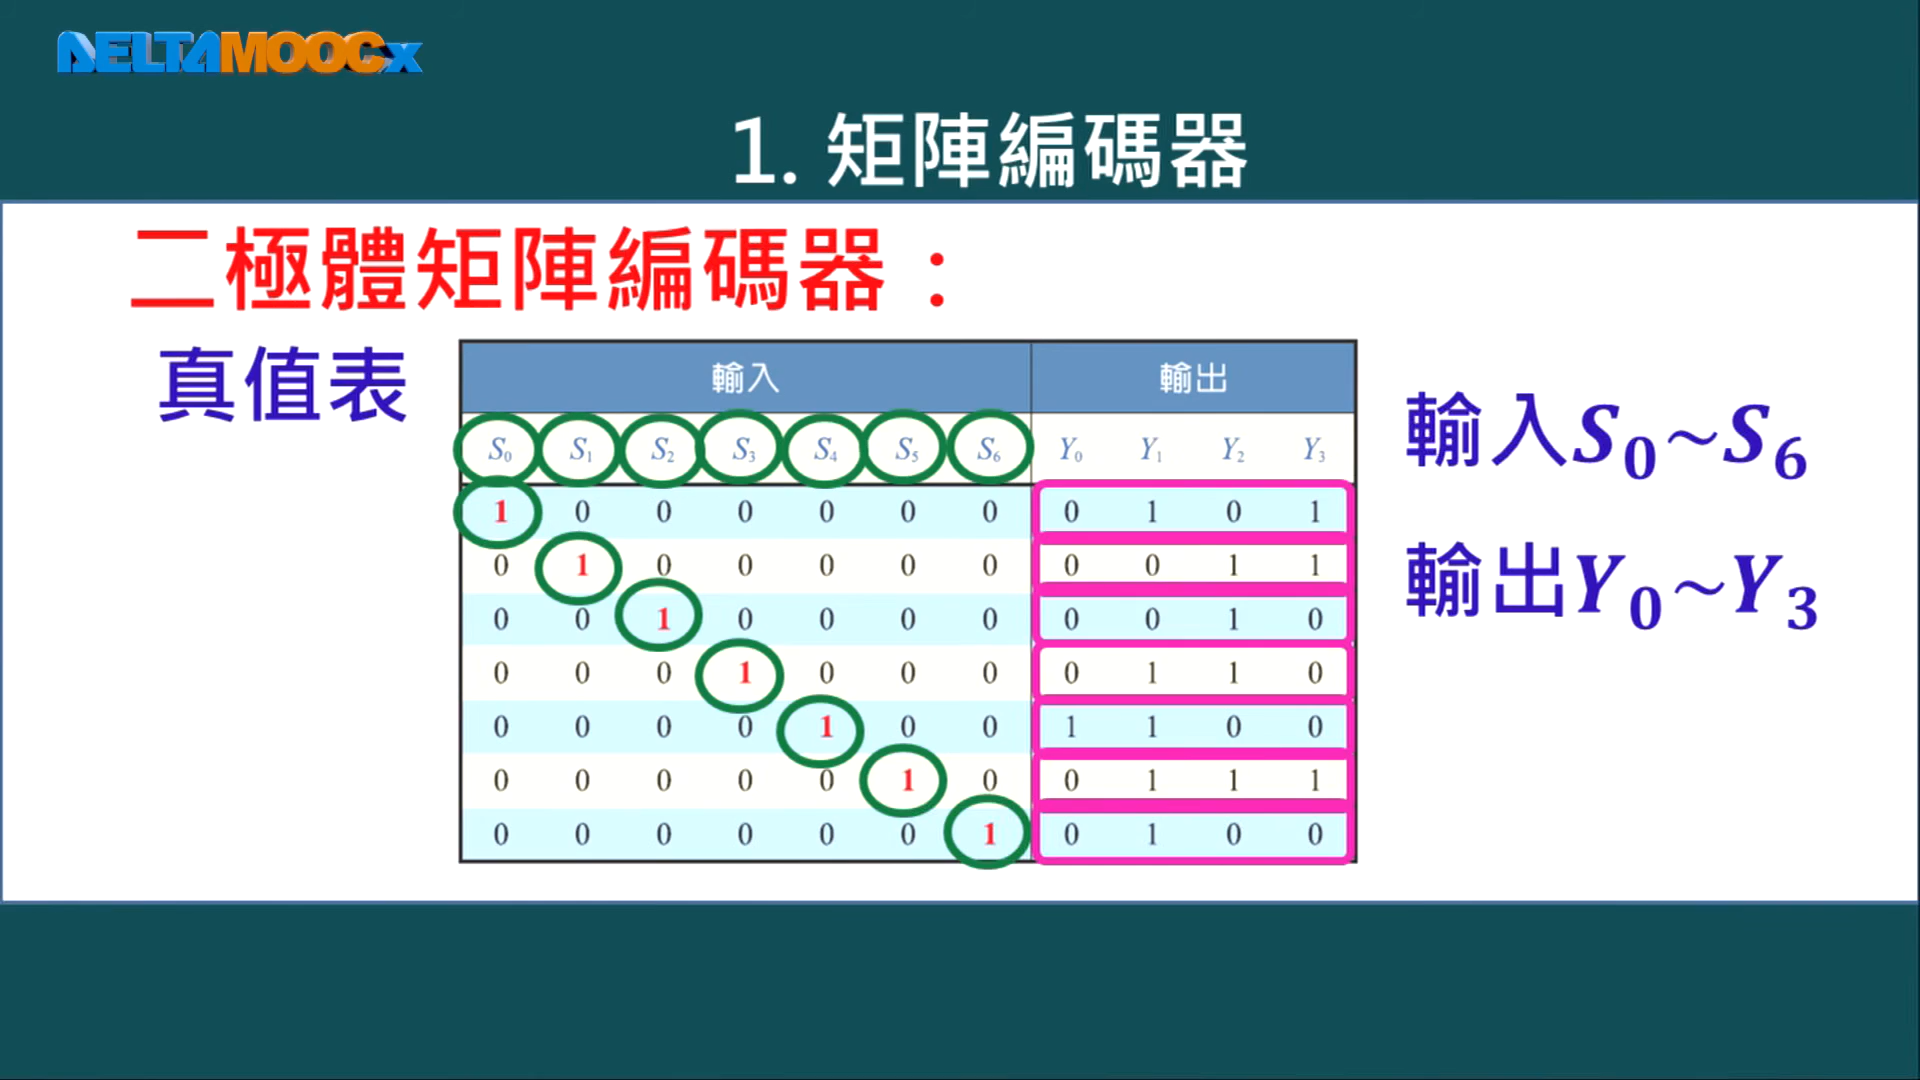 DELTAMOOCx
1. 矩陣編碼器
二極體矩陣編碼器：
真值表
輸入 輸出
S0 S1 S2 S3 S4 S5 S6 Y0 Y1 Y2 Y3
1 0 0 0 0 0 0 0 1 0 1
0 1 0 0 0 0 0 0 0 1 1
0 0 1 0 0 0 0 0 0 1 0
0 0 0 1 0 0 0 0 1 1 0
0 0 0 0 1 0 0 1 1 0 0
0 0 0 0 0 1 0 0 1 1 1
0 0 0 0 0 0 1 0 1 0 0
輸入S0~S6
輸出Y0~Y3